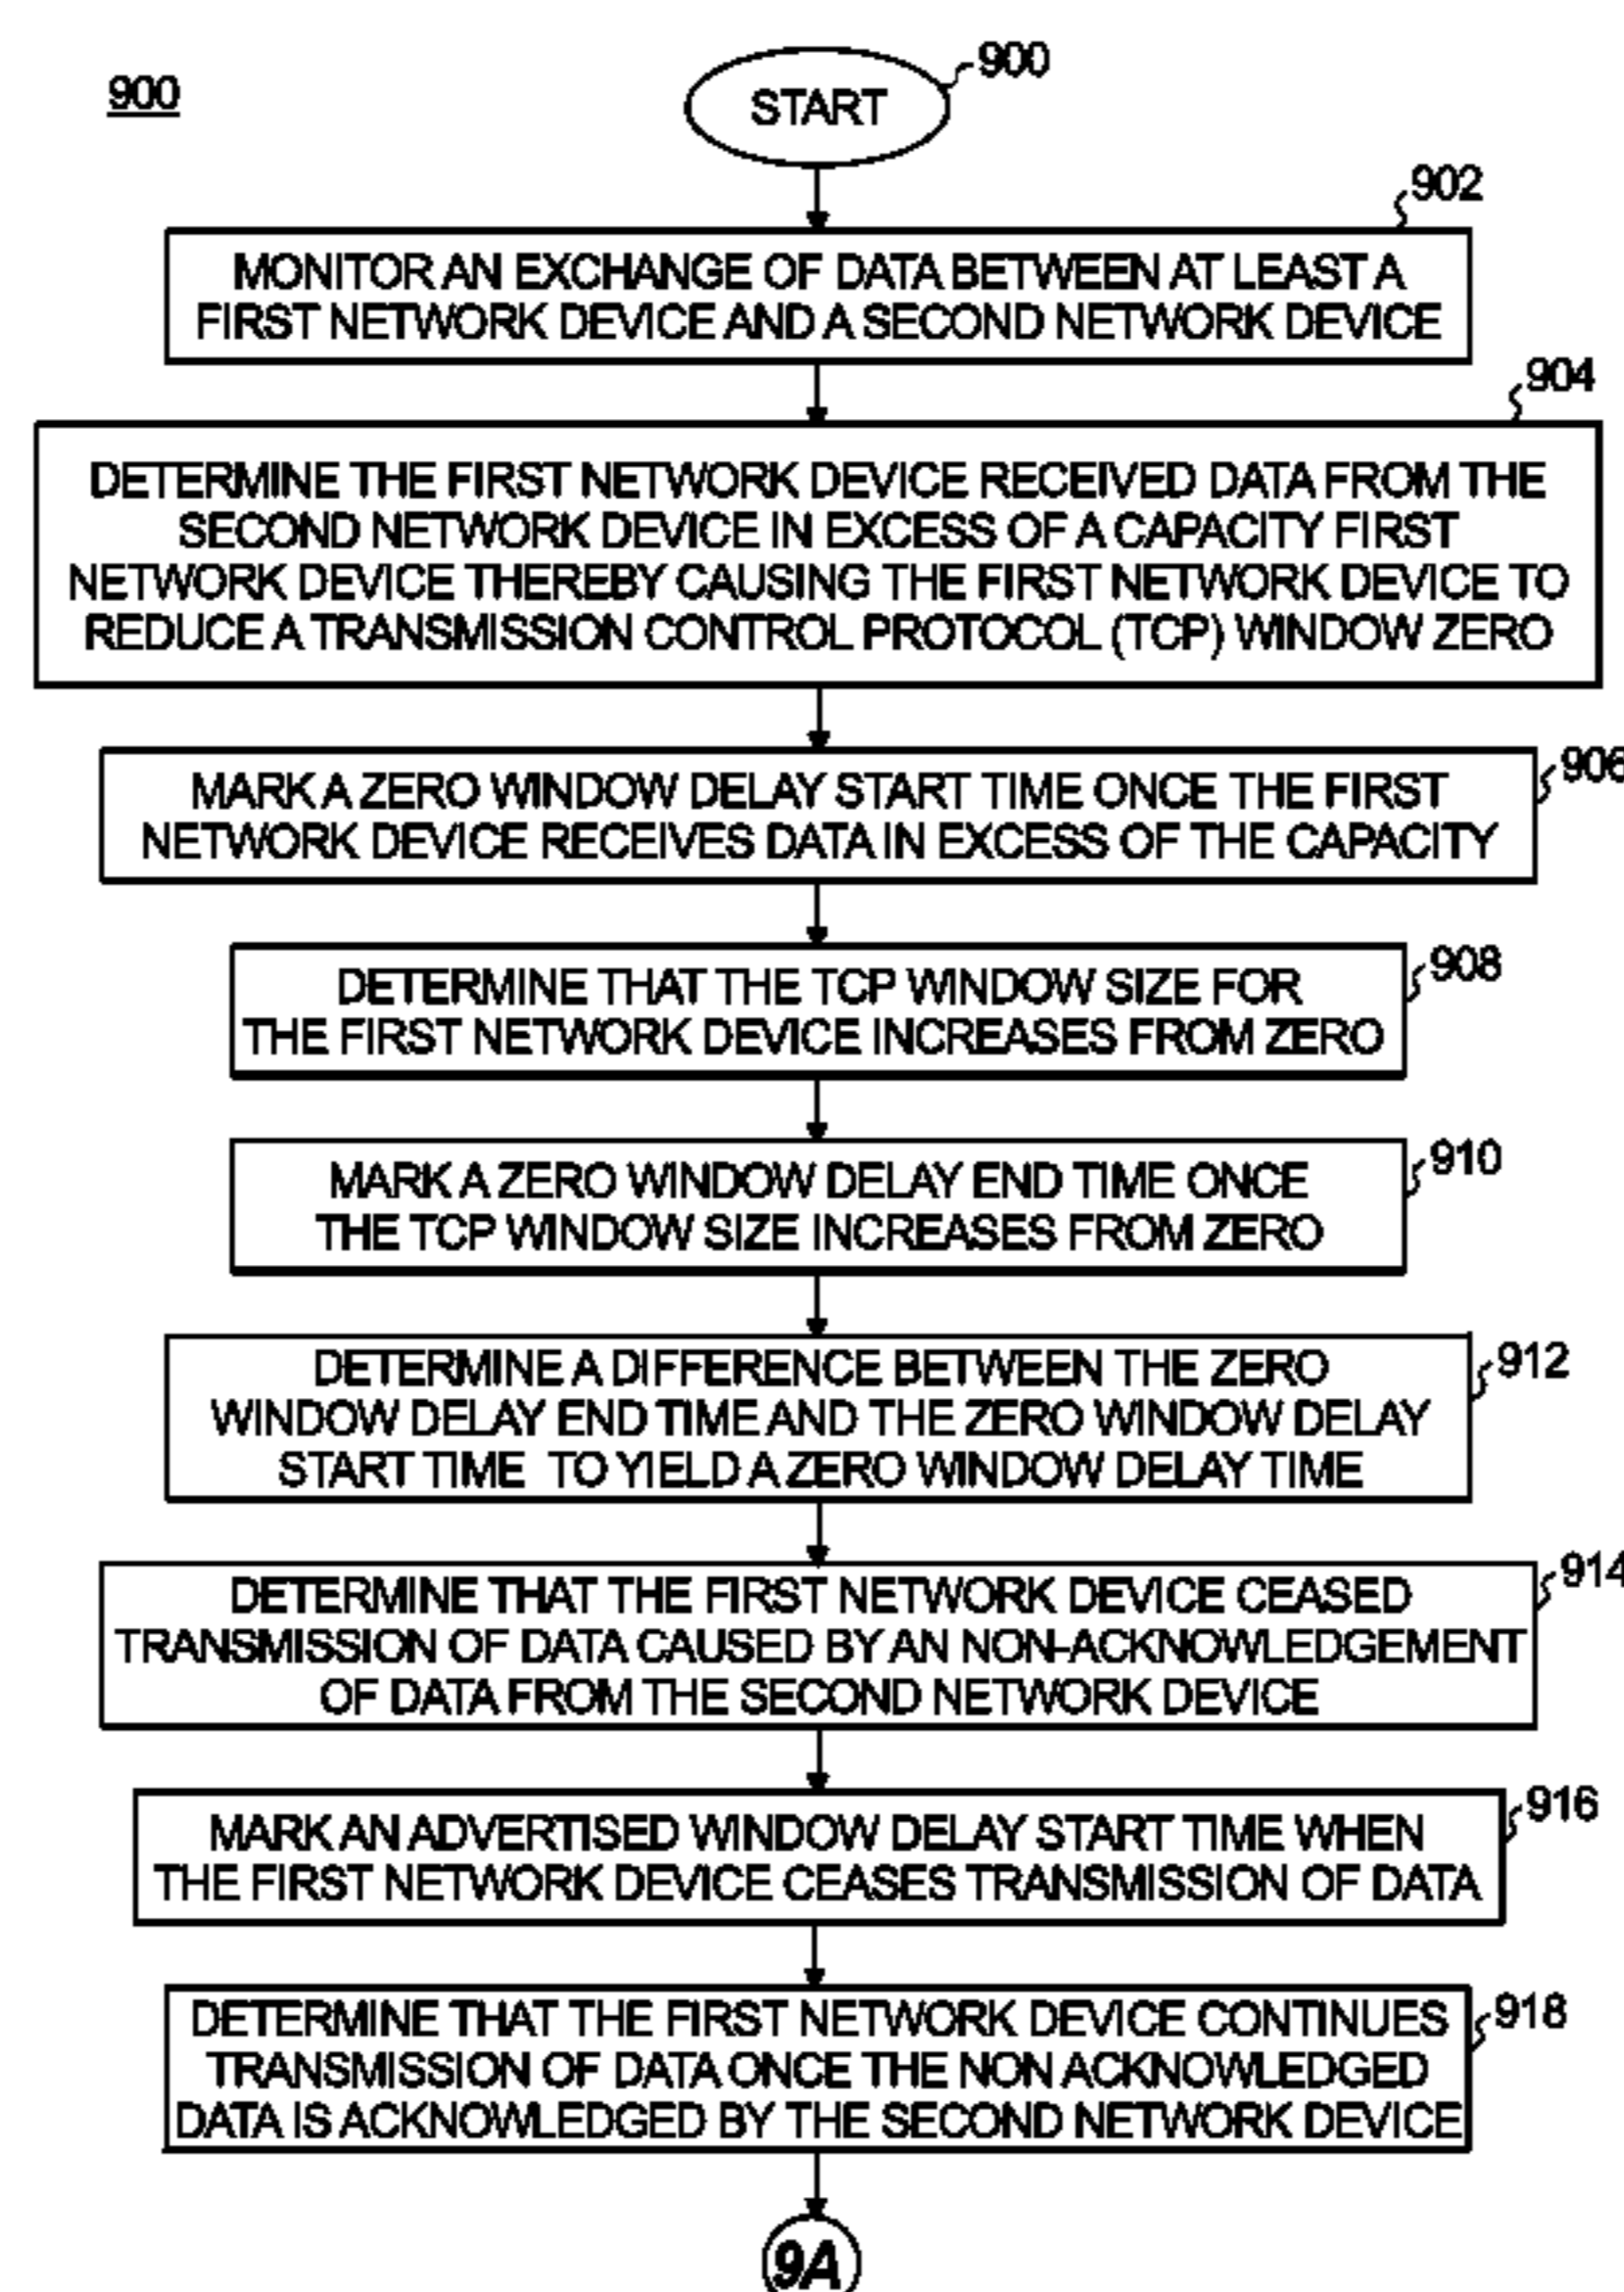 900
START
900
902
MONITOR AN EXCHANGE OF DATA BETWEEN AT LEAST A
FIRST NETWORK DEVICE AND A SECOND NETWORK DEVICE
904
DETERMINE THE FIRST NETWORK DEVICE RECEIVED DATA FROM THE
SECOND NETWORK DEVICE IN EXCESS OF A CAPACITY FIRST
NETWORK DEVICE THEREBY CAUSING THE FIRST NETWORK DEVICE TO
REDUCE A TRANSMISSION CONTROL PROTOCOL (TCP) WINDOW ZERO
906
MARK A ZERO WINDOW DELAY START TIME ONCE THE FIRST
NETWORK DEVICE RECEIVES DATA IN EXCESS OF THE CAPACITY
908
DETERMINE THAT THE TCP WINDOW SIZE FOR
THE FIRST NETWORK DEVICE INCREASES FROM ZERO
910
MARK A ZERO WINDOW DELAY END TIME ONCE
THE TCP WINDOW SIZE INCREASES FROM ZERO
912
DETERMINE A DIFFERENCE BETWEEN THE ZERO
WINDOW DELAY END TIME AND THE ZERO WINDOW DELAY
START TIME TO YIELD A ZERO WINDOW DELAY TIME
914
DETERMINE THAT THE FIRST NETWORK DEVICE CEASED
TRANSMISSION OF DATA CAUSED BY AN NON-ACKNOWLEDGEMENT
OF DATA FROM THE SECOND NETWORK DEVICE
916
MARK AN ADVERTISED WINDOW DELAY START TIME WHEN
THE FIRST NETWORK DEVICE CEASES TRANSMISSION OF DATA
918
DETERMINE THAT THE FIRST NETWORK DEVICE CONTINUES
TRANSMISSION OF DATA ONCE THE NON ACKNOWLEDGED
DATA IS ACKNOWLEDGED BY THE SECOND NETWORK DEVICE
9A